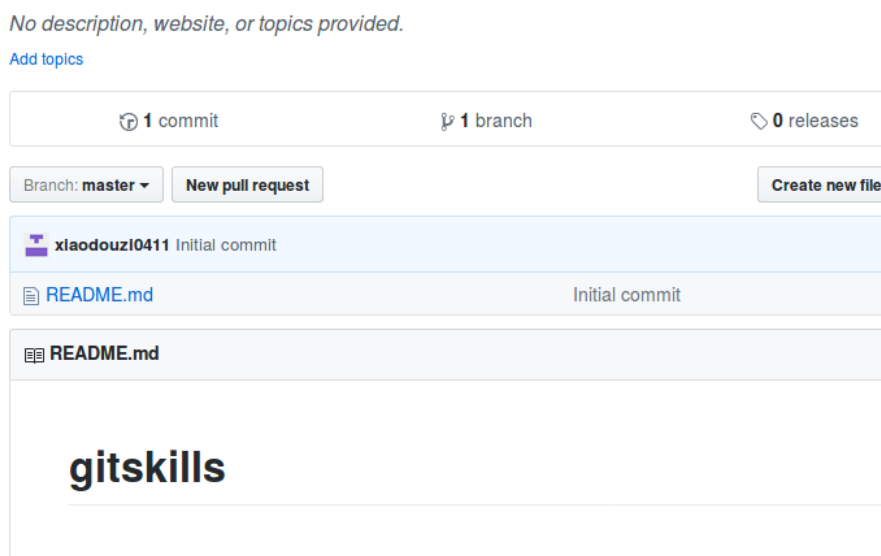 No description, website, or topics provided.
Add topics
1 commit
1 branch
0 releases
Branch: master
New pull request
Create new file
xiaodouzi0411 Initial commit
README.md
Initial commit
README.md
gitskills